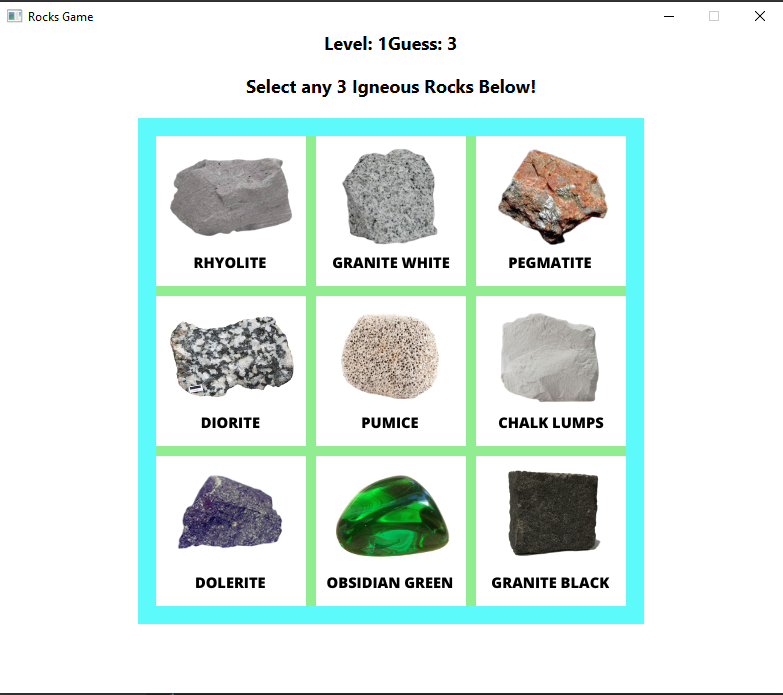 Rocks Game
Level: 1Guess: 3
Select any 3 Igneous Rocks Below!
RHYOLITE GRANITE WHITE PEGMATITE
DIORITE PUMICE CHALK LUMPS
DOLERITE OBSIDIAN GREEN GRANITE BLACK